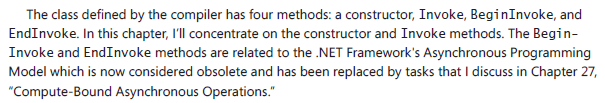 The class defined by the compiler has four methods: a constructor, Invoke, BeginInvoke, and
EndInvoke. In this chapter, I'll concentrate on the constructor and Invoke methods. The Begin-
Invoke and EndInvoke methods are related to the .NET Framework's Asynchronous Programming
Model which is now considered obsolete and has been replaced by tasks that I discuss in Chapter 27,
"Compute-Bound Asynchronous Operations."